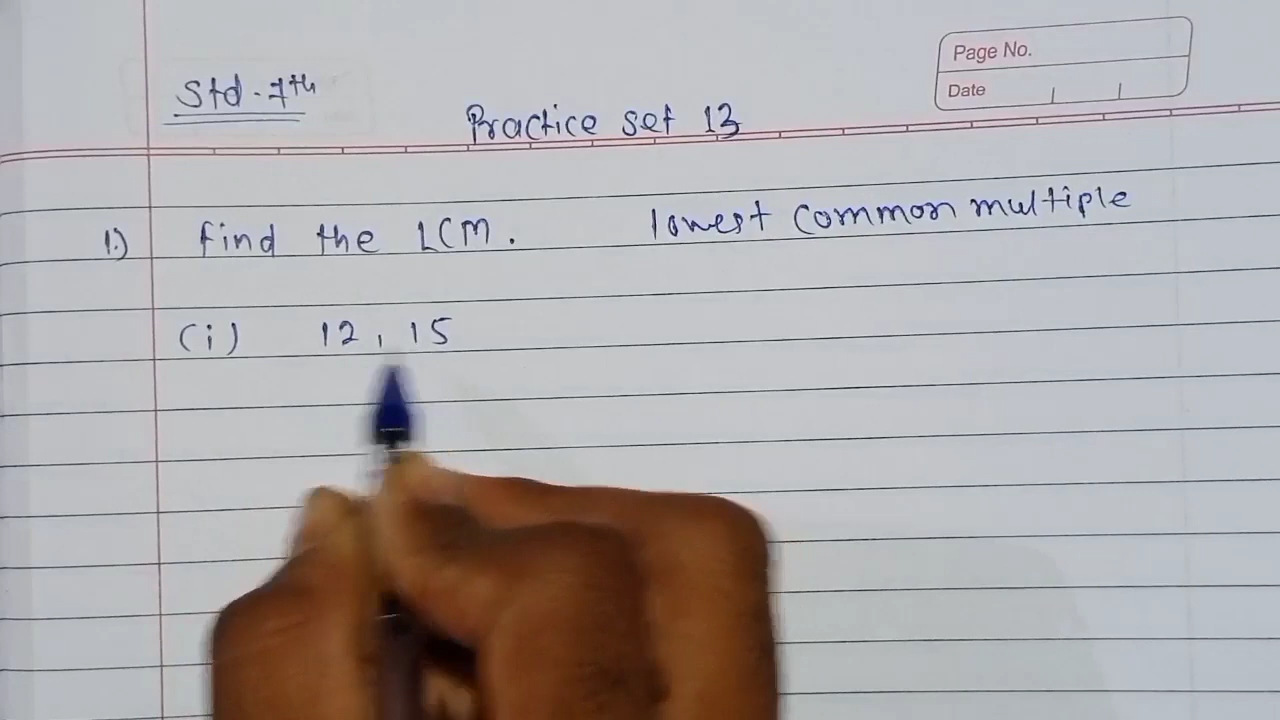 Page No.
Date
Std - 7th
Practice set 13
1.) find the LCM. lowest common multiple
(i) 12, 15